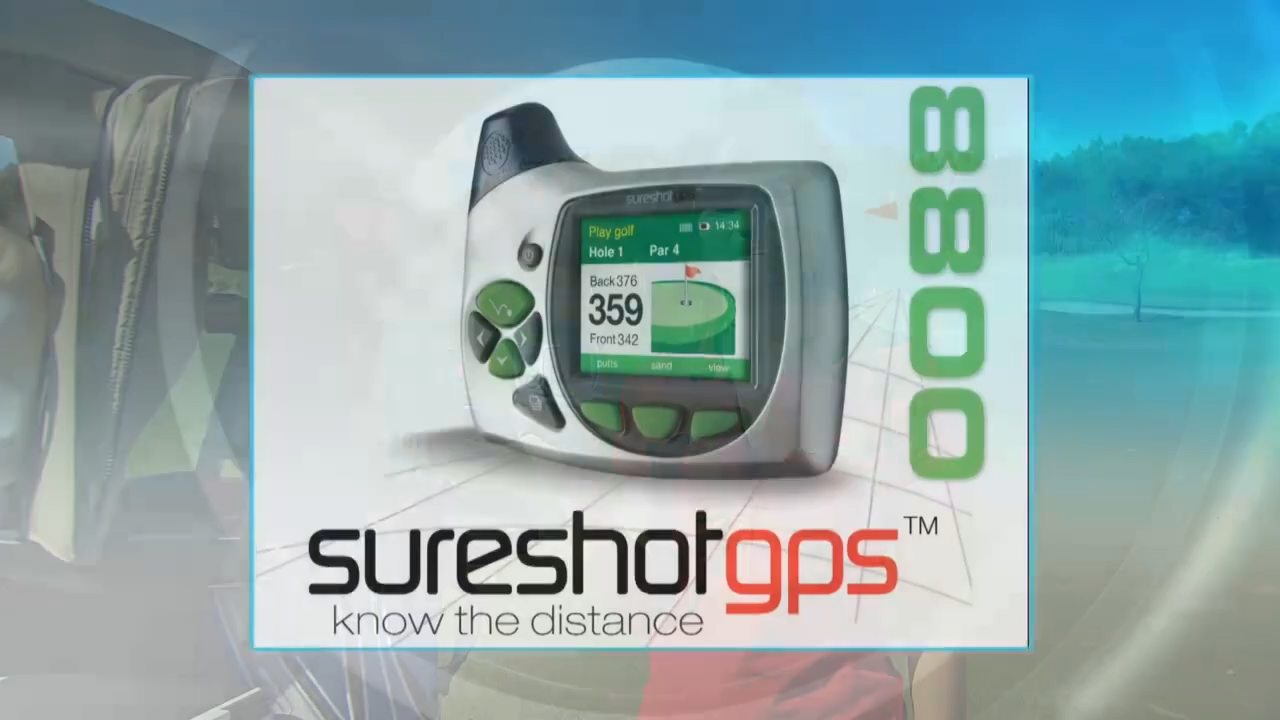 sureshot
Play golf 14:34
Hole 1 Par 4
Back 376
359
Front 342
putts sand view
8800
sureshotgps™
know the distance